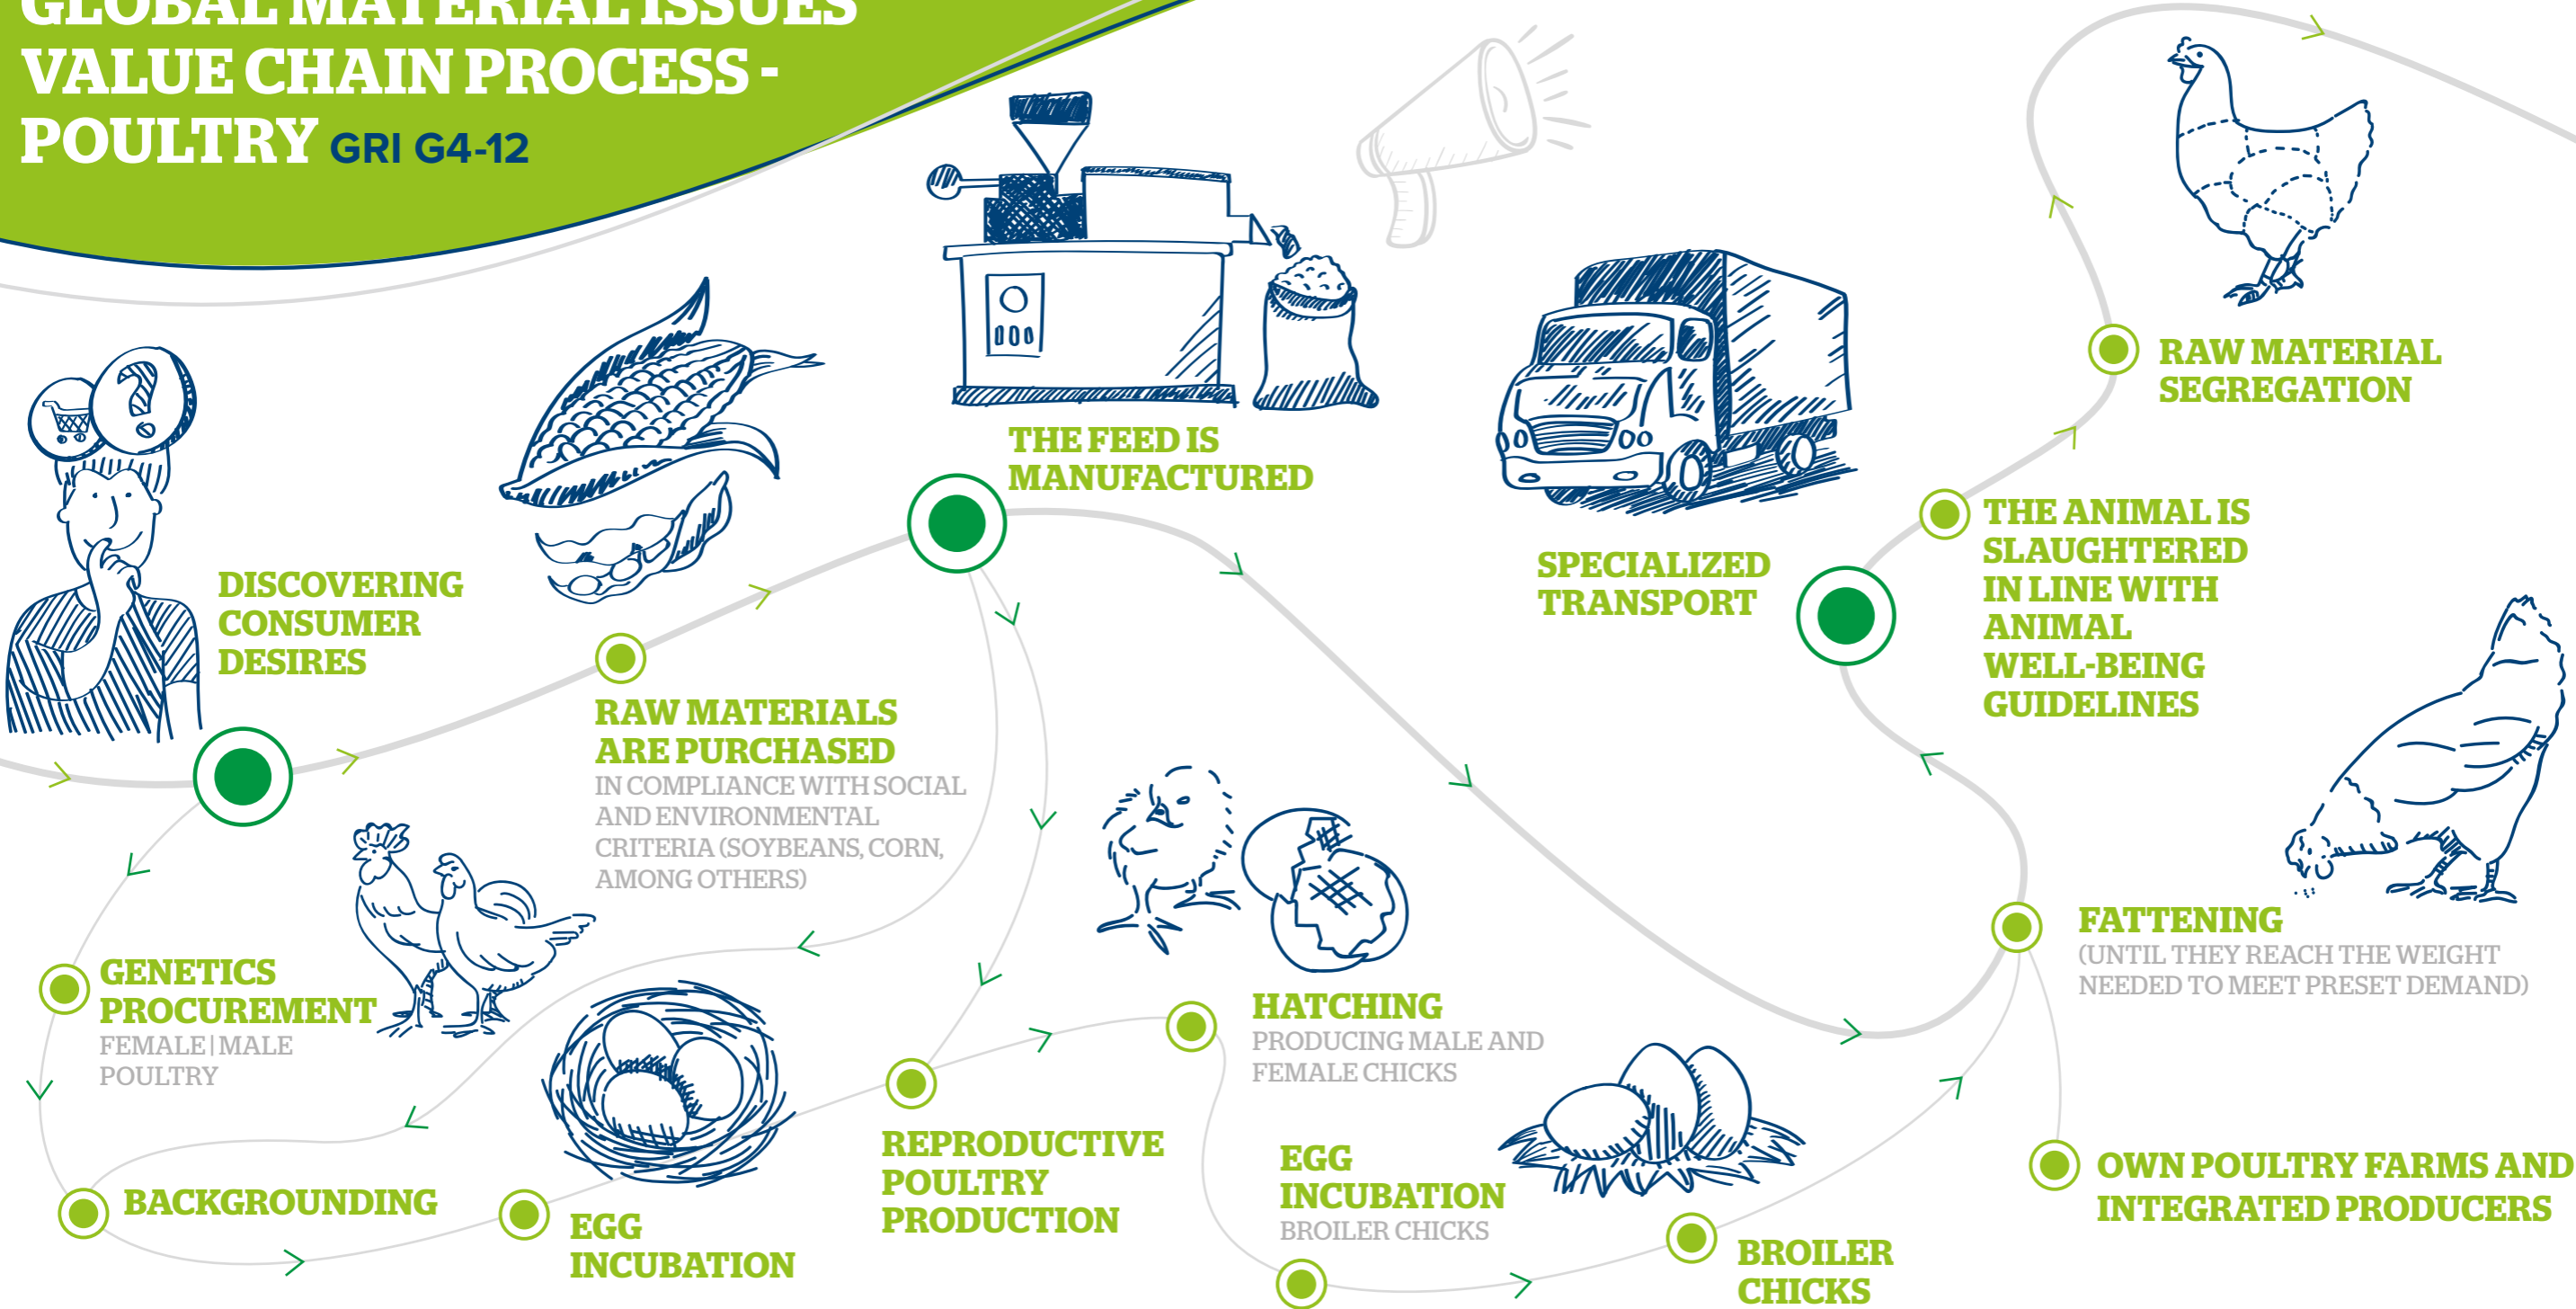 GLOBAL MATERIAL ISSUES
VALUE CHAIN PROCESS -
POULTRY GRI G4-12
DISCOVERING
CONSUMER
DESIRES
RAW MATERIALS
ARE PURCHASED
IN COMPLIANCE WITH SOCIAL
AND ENVIRONMENTAL
CRITERIA (SOYBEANS, CORN,
AMONG OTHERS)
THE FEED IS
MANUFACTURED
SPECIALIZED
TRANSPORT
RAW MATERIAL
SEGREGATION
THE ANIMAL IS
SLAUGHTERED
IN LINE WITH
ANIMAL
WELL-BEING
GUIDELINES
GENETICS
PROCUREMENT
FEMALE|MALE
POULTRY
BACKGROUNDING
EGG
INCUBATION
REPRODUCTIVE
POULTRY
PRODUCTION
HATCHING
PRODUCING MALE AND
FEMALE CHICKS
EGG
INCUBATION
BROILER CHICKS
BROILER
CHICKS
FATTENING
(UNTIL THEY REACH THE WEIGHT
NEEDED TO MEET PRESET DEMAND)
OWN POULTRY FARMS AND
INTEGRATED PRODUCERS